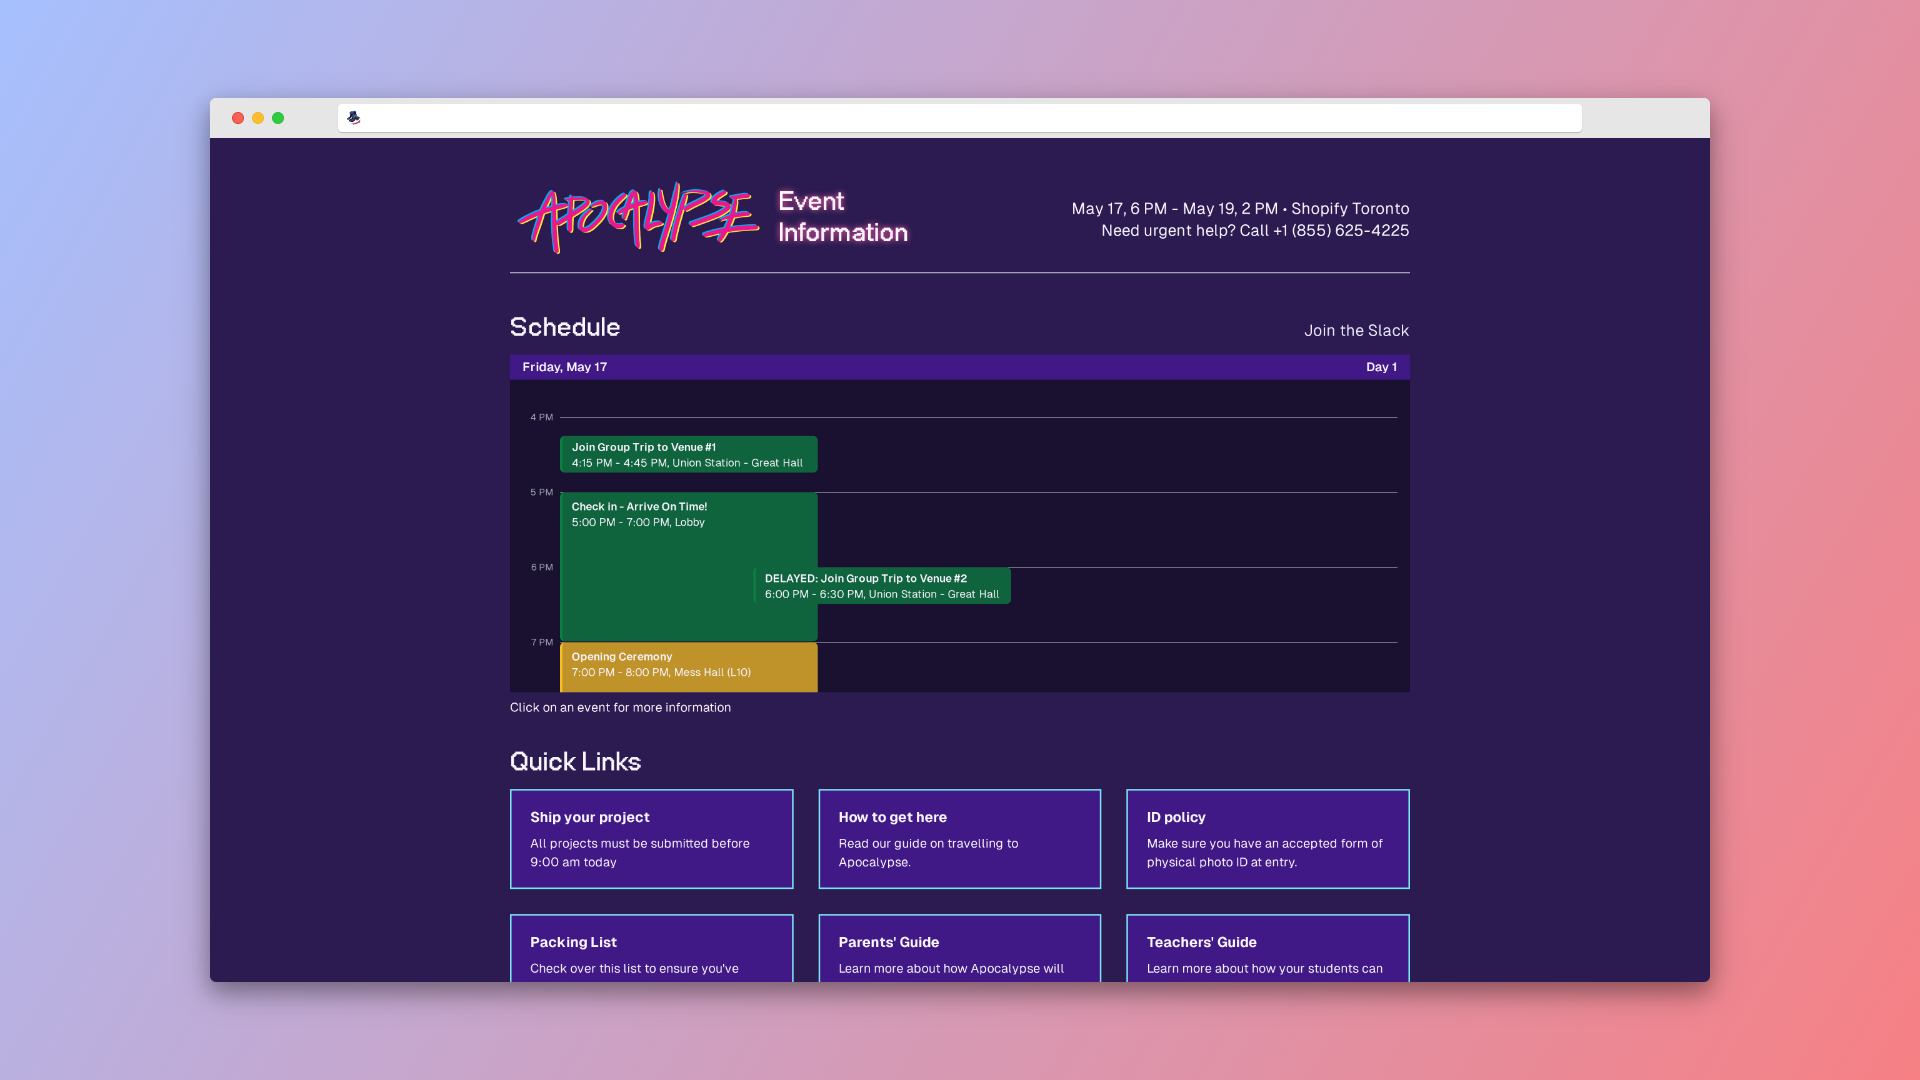 APOCALYPSE
Event
Information
May 17, 6 PM - May 19, 2 PM • Shopify Toronto
Need urgent help? Call +1 (855) 625-4225
Schedule
Join the Slack
Friday, May 17
Day 1
4 PM
Join Group Trip to Venue #1
4:15 PM - 4:45 PM, Union Station - Great Hall
5 PM
Check in - Arrive On Time!
5:00 PM - 7:00 PM, Lobby
6 PM
DELAYED: Join Group Trip to Venue #2
6:00 PM - 6:30 PM, Union Station - Great Hall
7 PM
Opening Ceremony
7:00 PM - 8:00 PM, Mess Hall (L10)
Click on an event for more information
Quick Links
Ship your project
All projects must be submitted before
9:00 am today
How to get here
Read our guide on travelling to
Apocalypse.
ID policy
Make sure you have an accepted form of
physical photo ID at entry.
Packing List
Check over this list to ensure you've
Parents' Guide
Learn more about how Apocalypse will
Teachers' Guide
Learn more about how your students can